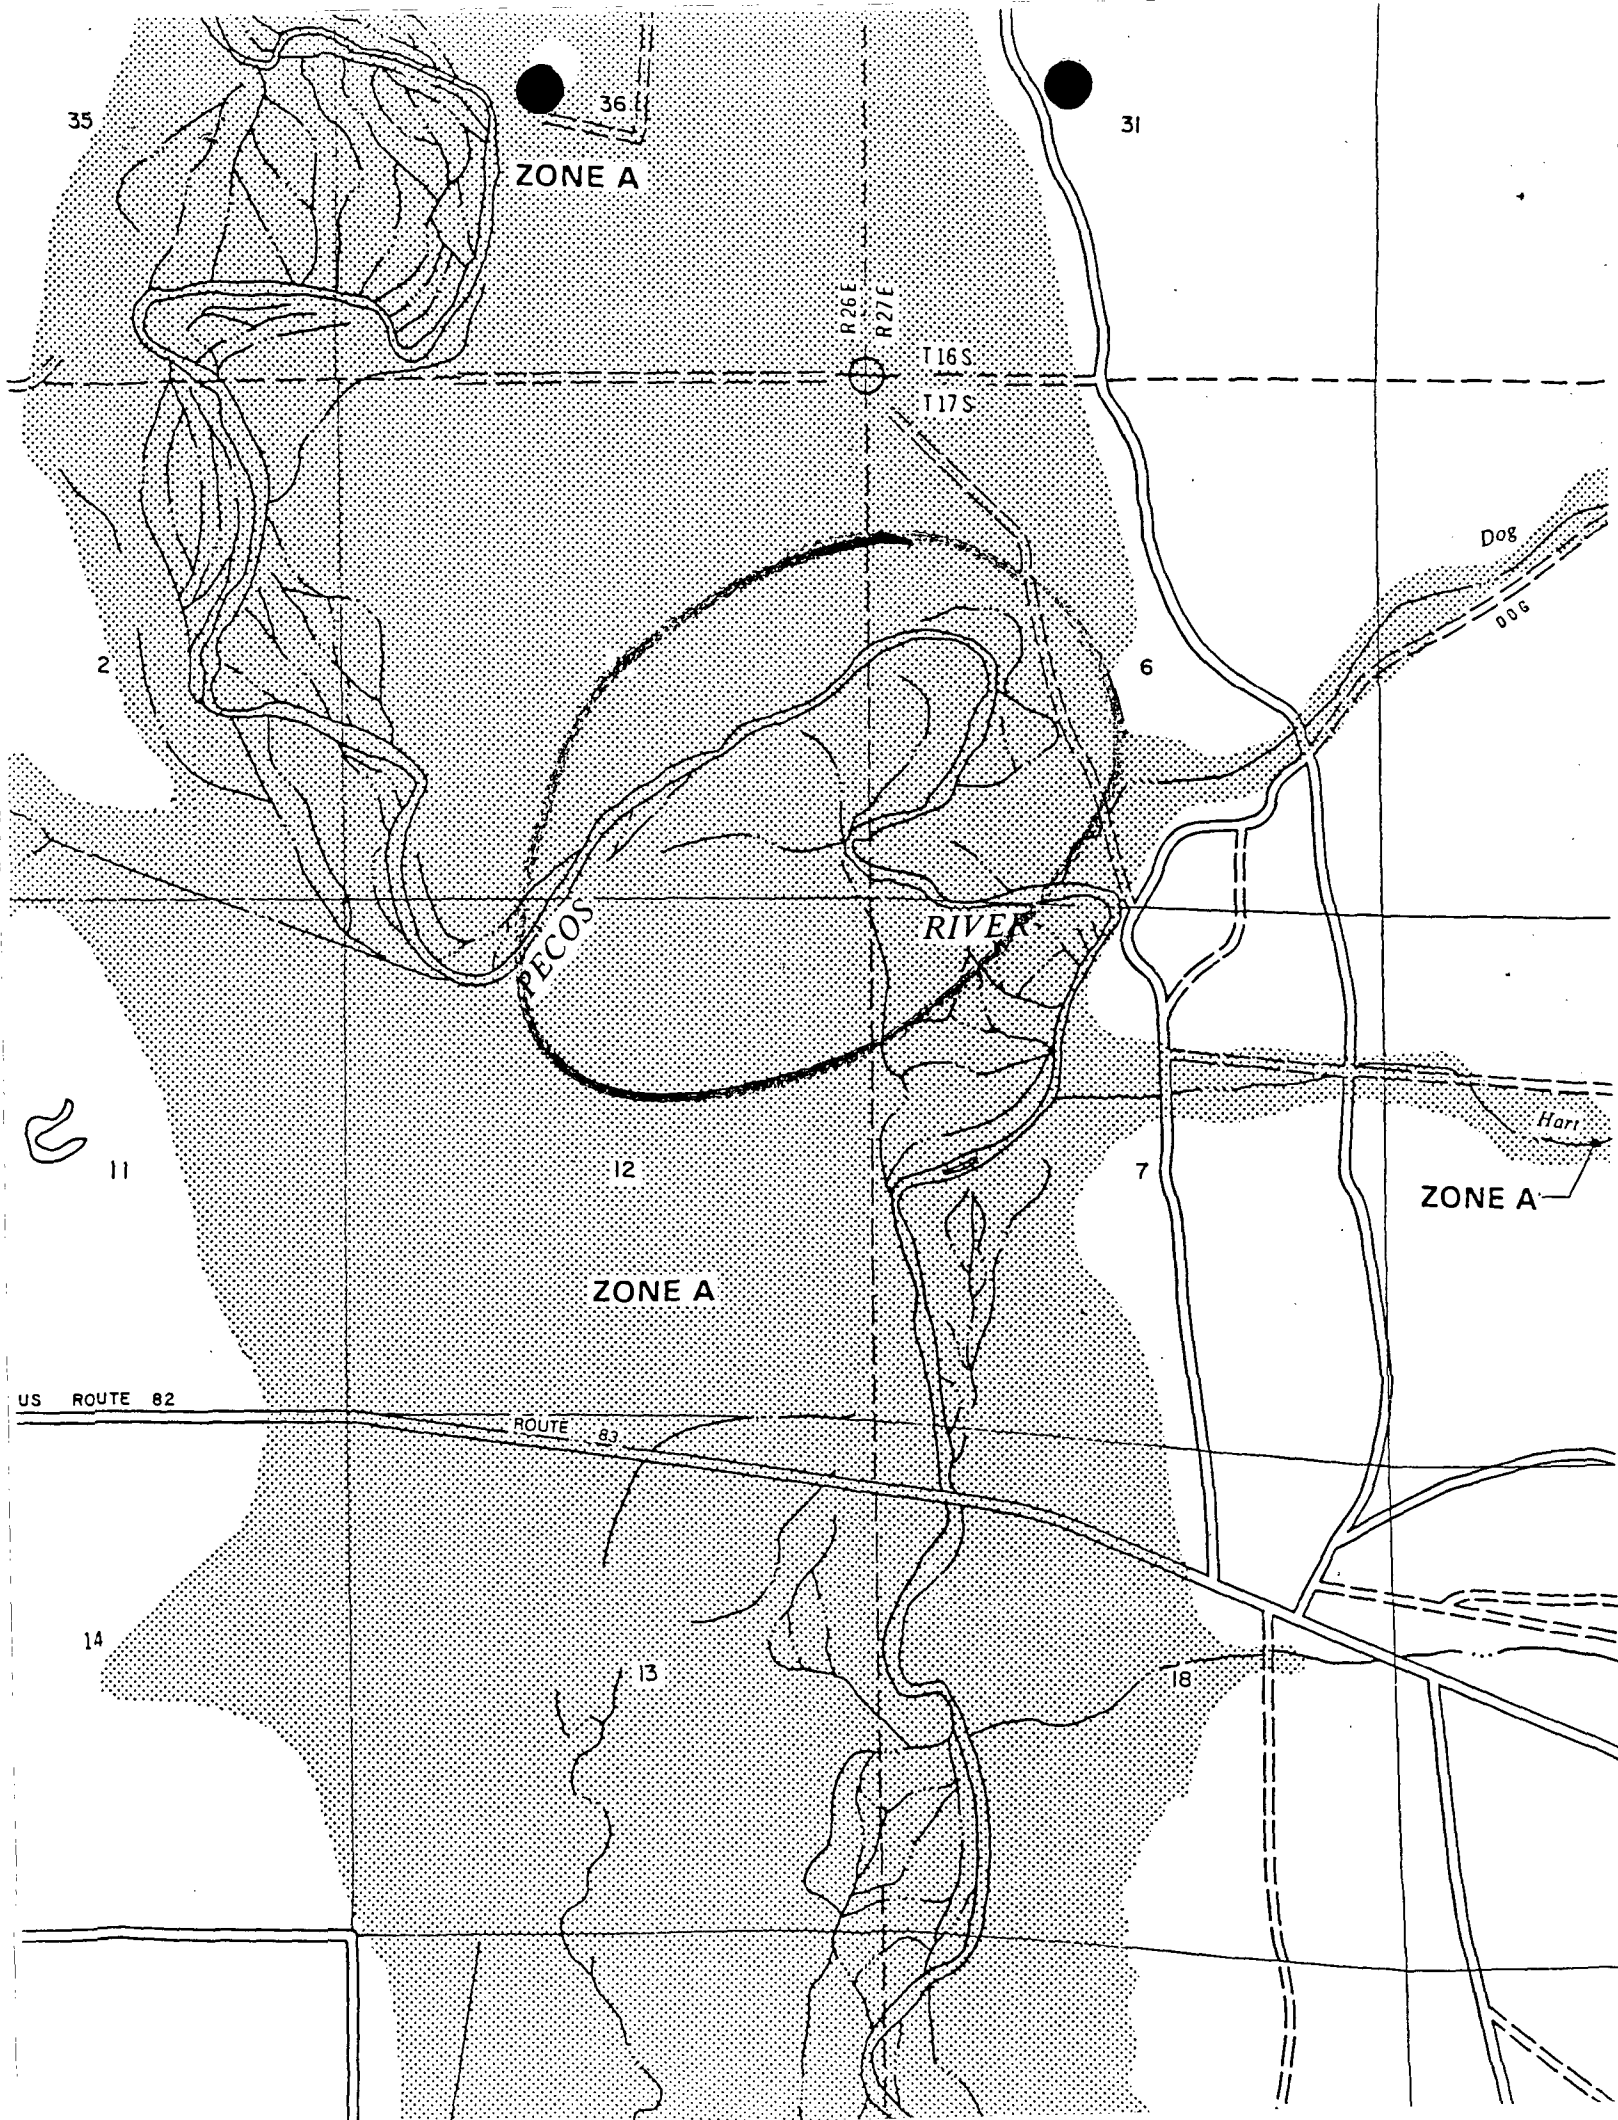 35
36
31
ZONE A
R26E
R27E
T16S
T17S
Dog
DOG
2
6
PECOS
RIVER
Hart
11
12
7
ZONE A
ZONE A
US ROUTE 82
ROUTE 83
14
13
18